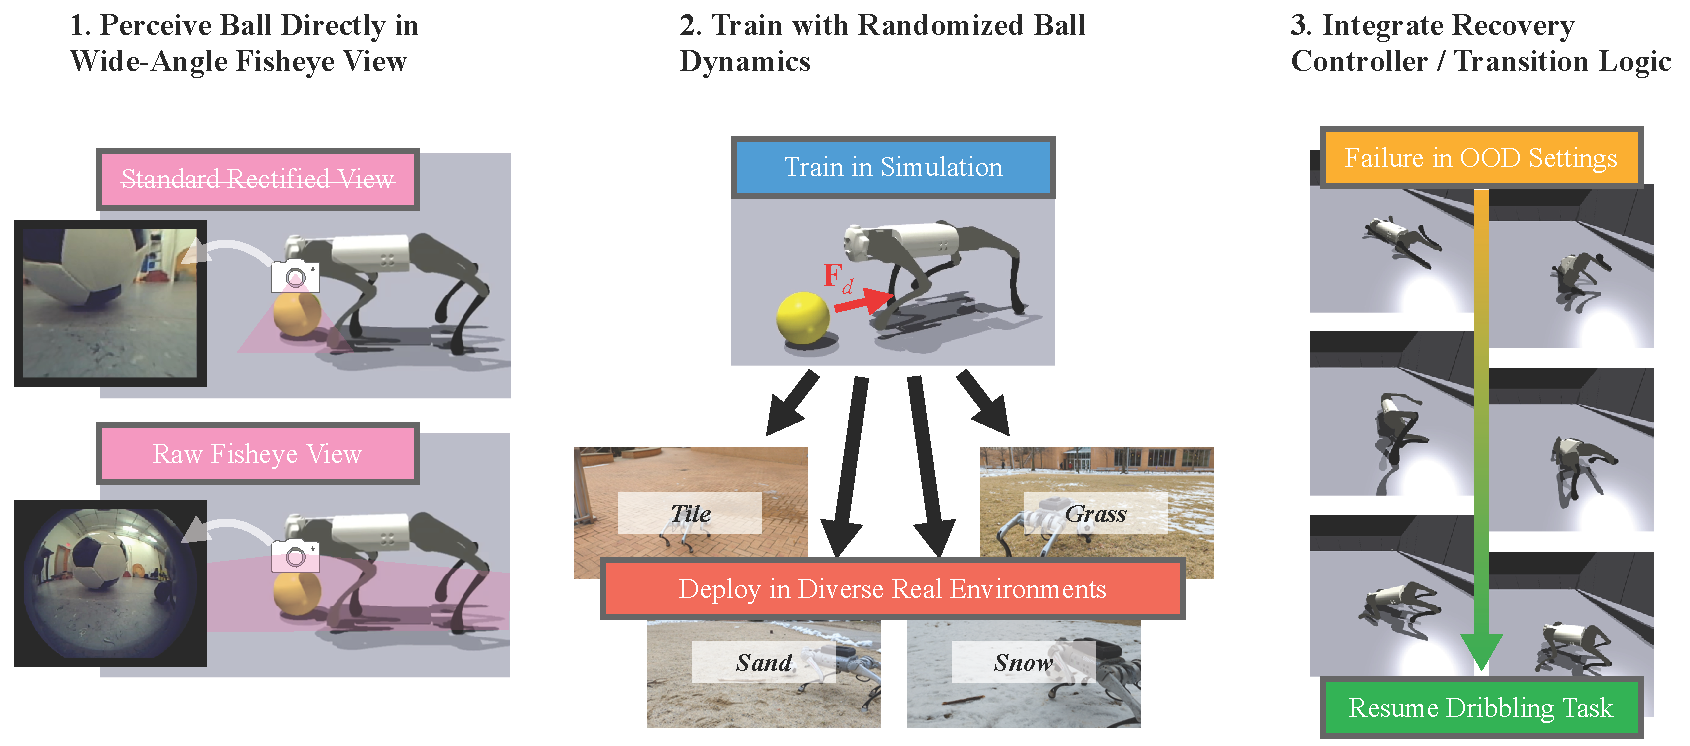 1. Perceive Ball Directly in
Wide-Angle Fisheye View
Standard Rectified View
Raw Fisheye View
2. Train with Randomized Ball
Dynamics
Train in Simulation
F_d
Tile
Grass
Deploy in Diverse Real Environments
Sand
Snow
3. Integrate Recovery
Controller / Transition Logic
Failure in OOD Settings
Resume Dribbling Task